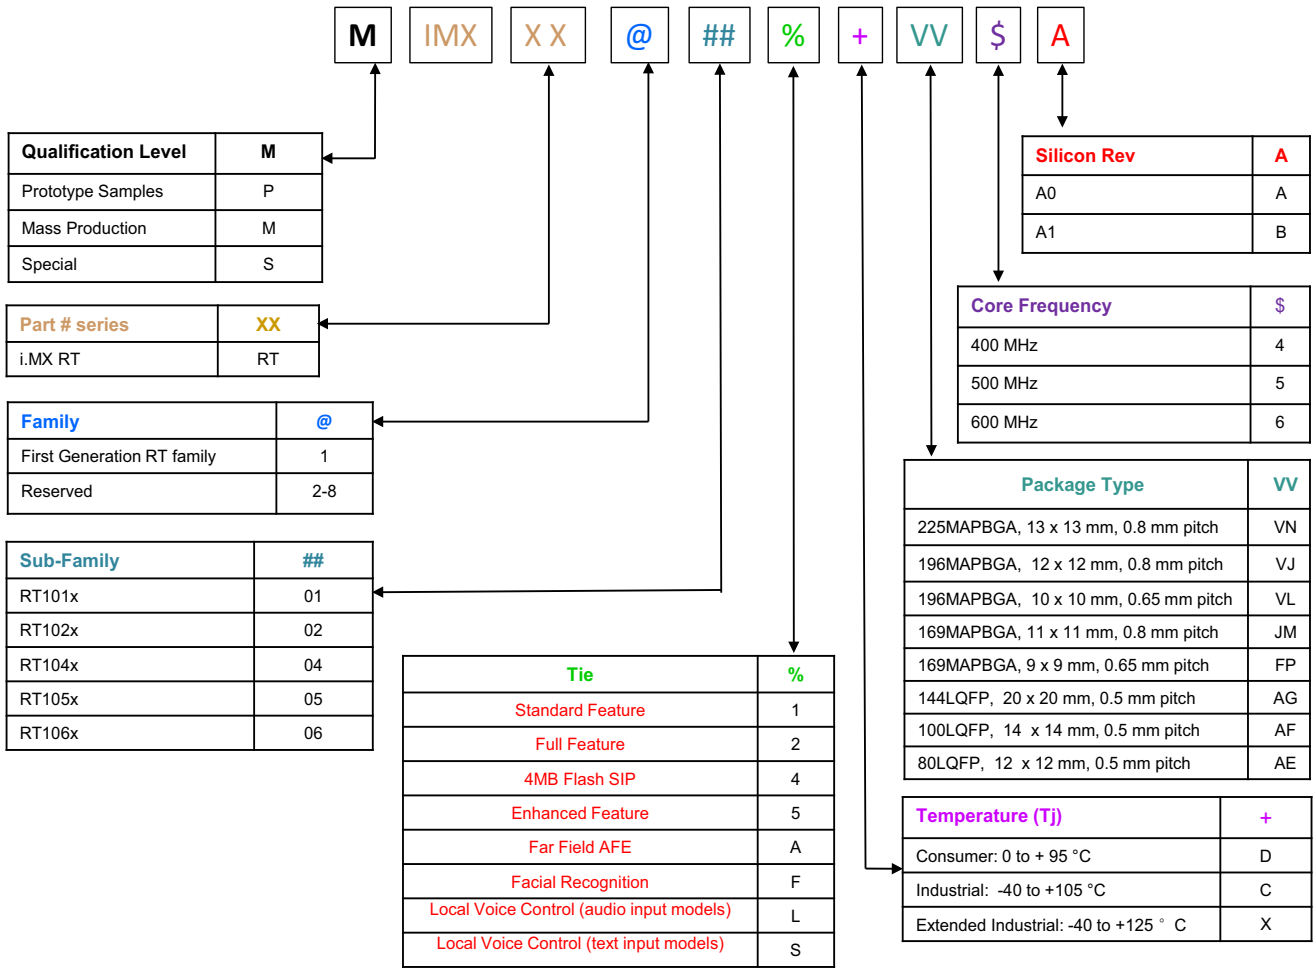 M IMX X X @ ## % + VV $ A
Qualification Level M
Prototype Samples P
Mass Production M
Special S
Part # series XX
i.MX RT RT
Family @
First Generation RT family 1
Reserved 2-8
Sub-Family ##
RT101x 01
RT102x 02
RT104x 04
RT105x 05
RT106x 06
Tie %
Standard Feature 1
Full Feature 2
4MB Flash SIP 4
Enhanced Feature 5
Far Field AFE A
Facial Recognition F
Local Voice Control (audio input models) L
Local Voice Control (text input models) S
Silicon Rev A
A0 A
A1 B
Core Frequency $
400 MHz 4
500 MHz 5
600 MHz 6
Package Type VV
225MAPBGA, 13 x 13 mm, 0.8 mm pitch VN
196MAPBGA, 12 x 12 mm, 0.8 mm pitch VJ
196MAPBGA, 10 x 10 mm, 0.65 mm pitch VL
169MAPBGA, 11 x 11 mm, 0.8 mm pitch JM
169MAPBGA, 9 x 9 mm, 0.65 mm pitch FP
144LQFP, 20 x 20 mm, 0.5 mm pitch AG
100LQFP, 14 x 14 mm, 0.5 mm pitch AF
80LQFP, 12 x 12 mm, 0.5 mm pitch AE
Temperature (Tj) +
Consumer: 0 to + 95 °C D
Industrial: -40 to +105 °C C
Extended Industrial: -40 to +125 ° C X